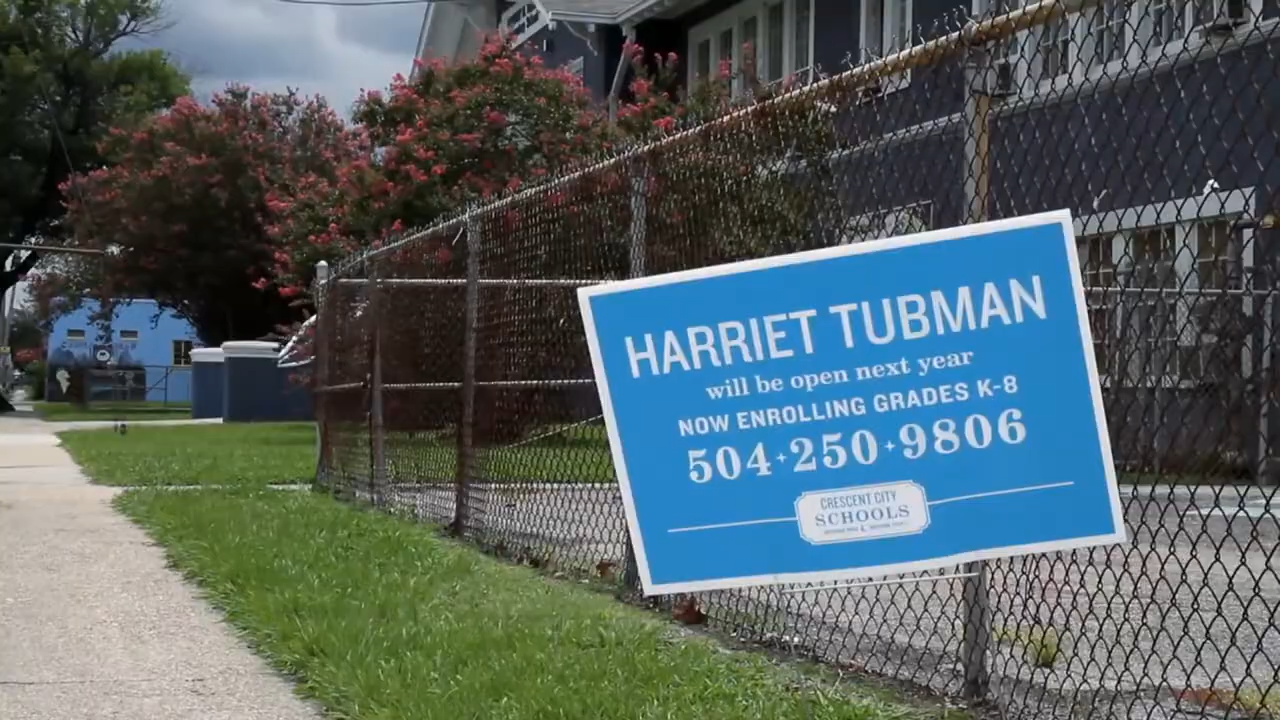 HARRIET TUBMAN
will be open next year
NOW ENROLLING GRADES K-8
504·250·9806
CRESCENT CITY
SCHOOLS